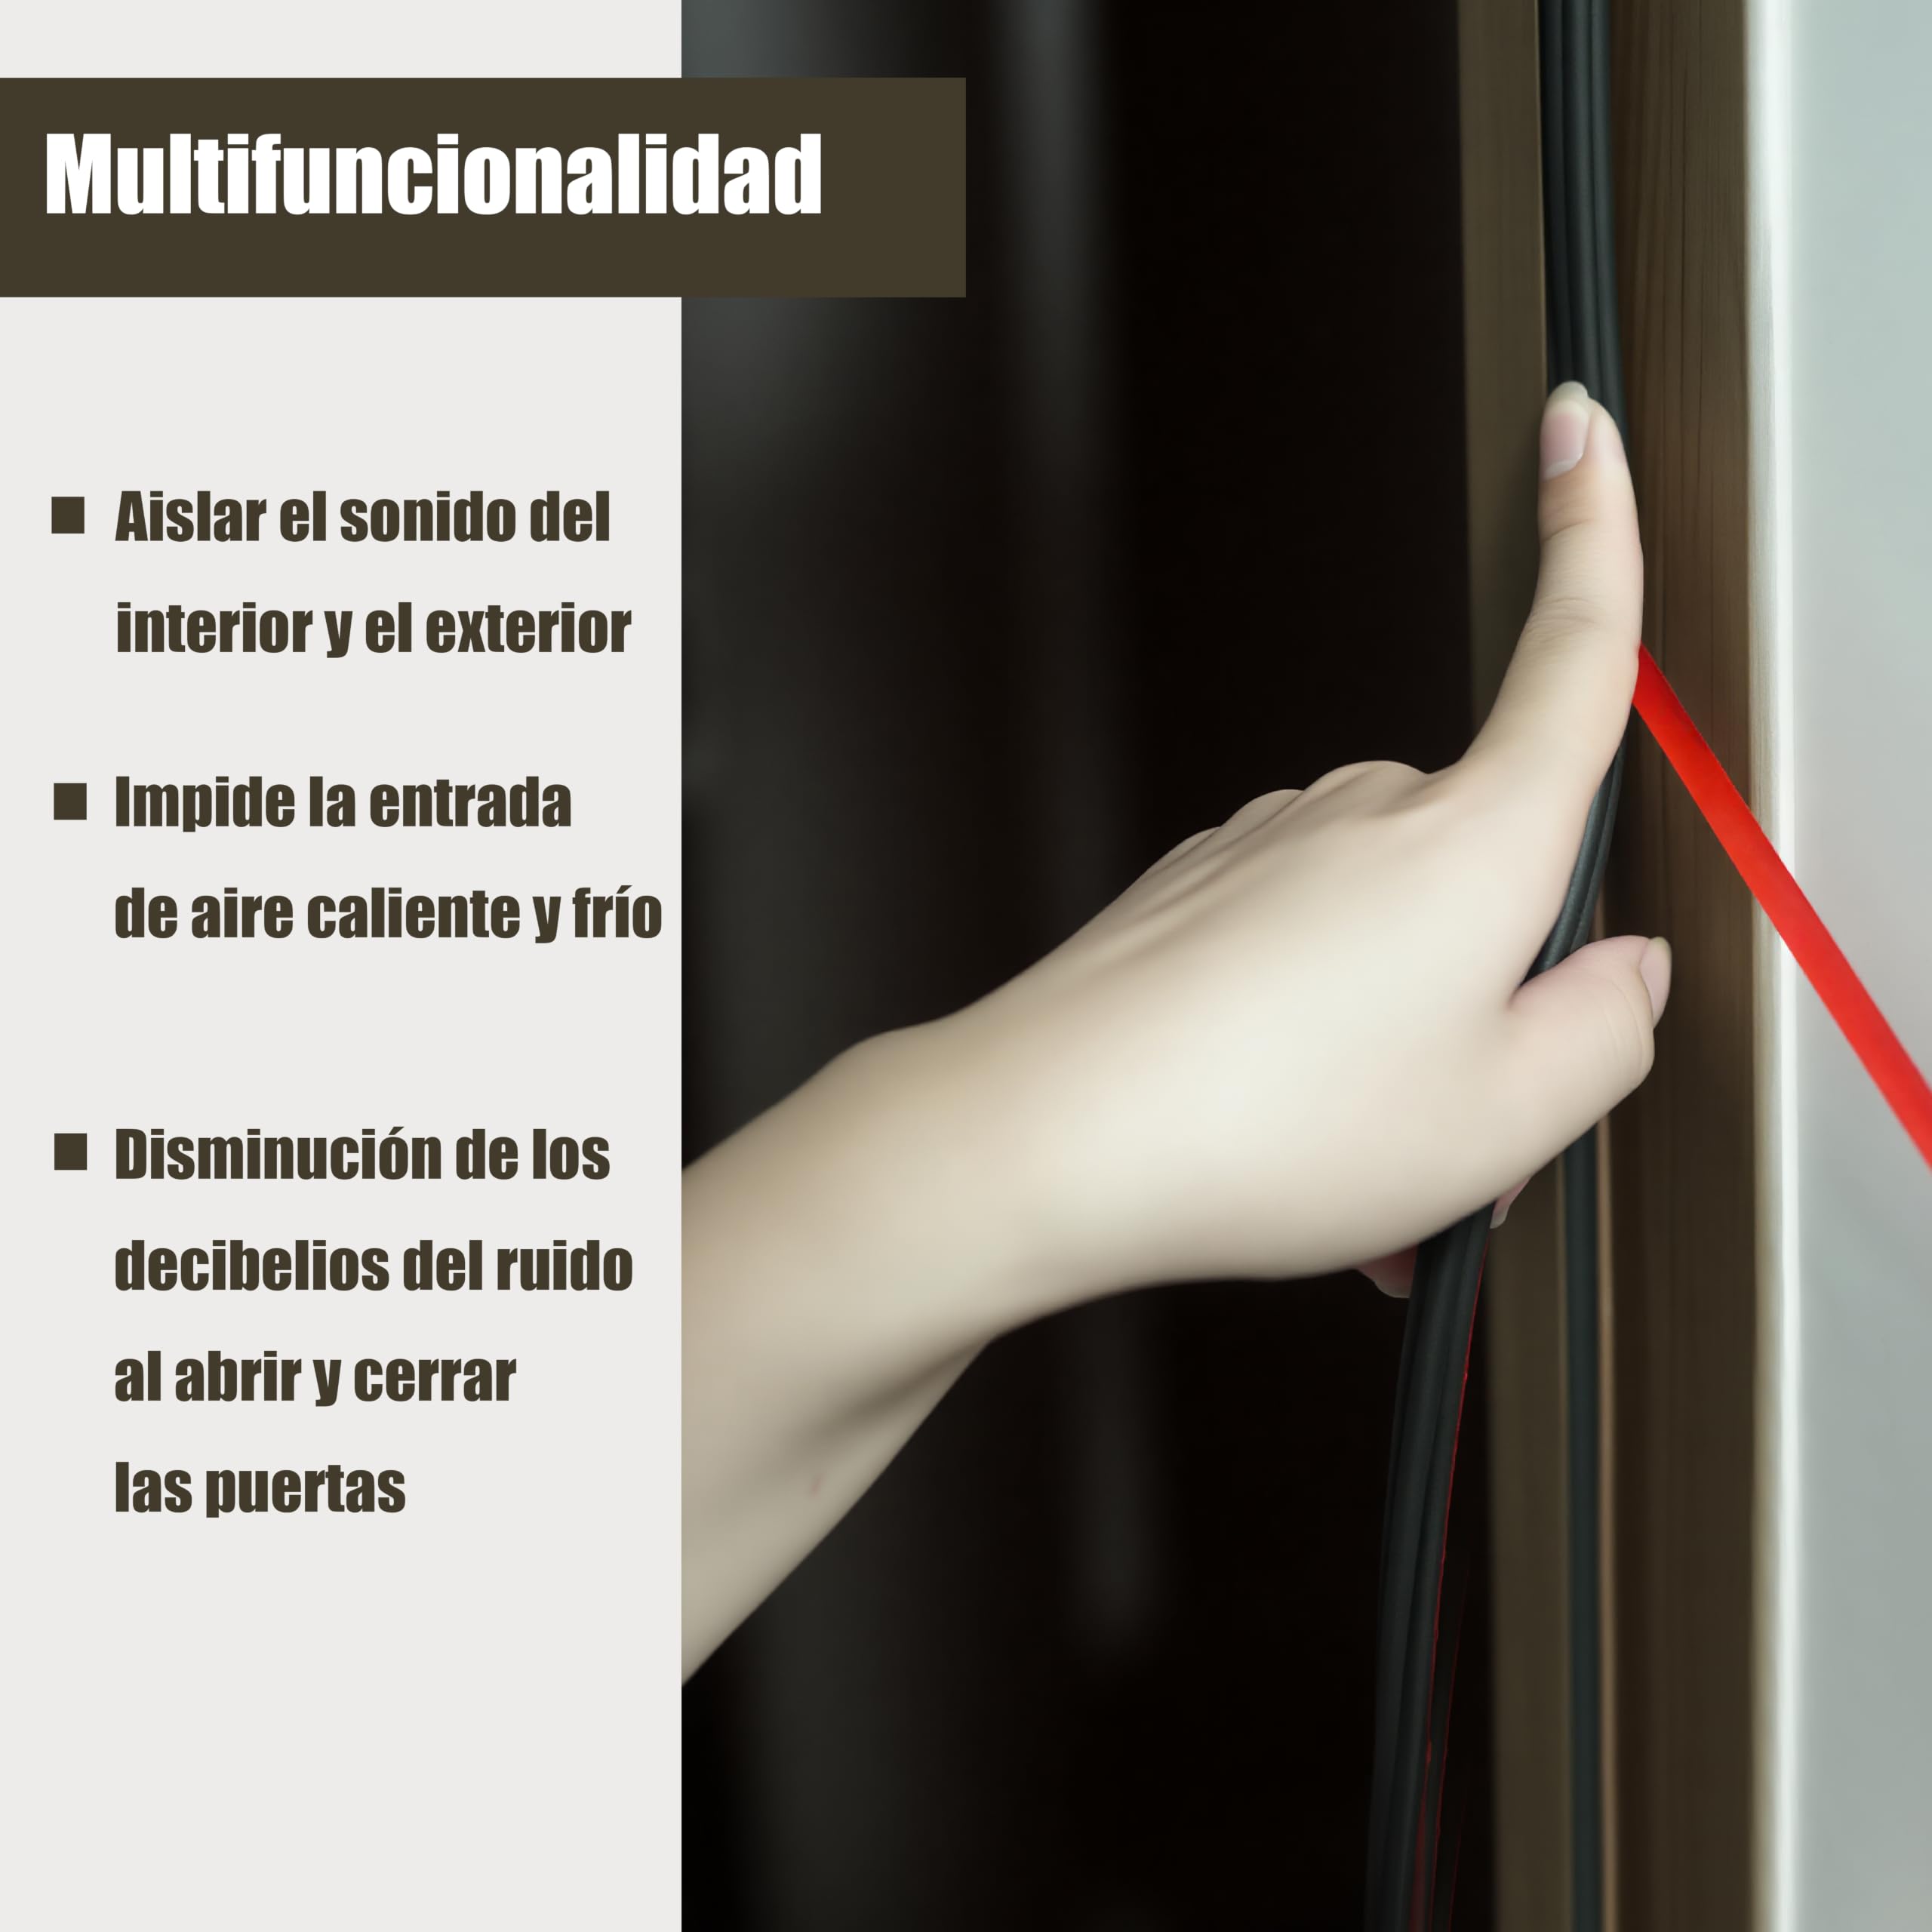 Multifuncionalidad
■ Aislar el sonido del
interior y el exterior
■ Impide la entrada
de aire caliente y frío
■ Disminución de los
decibelios del ruido
al abrir y cerrar
las puertas